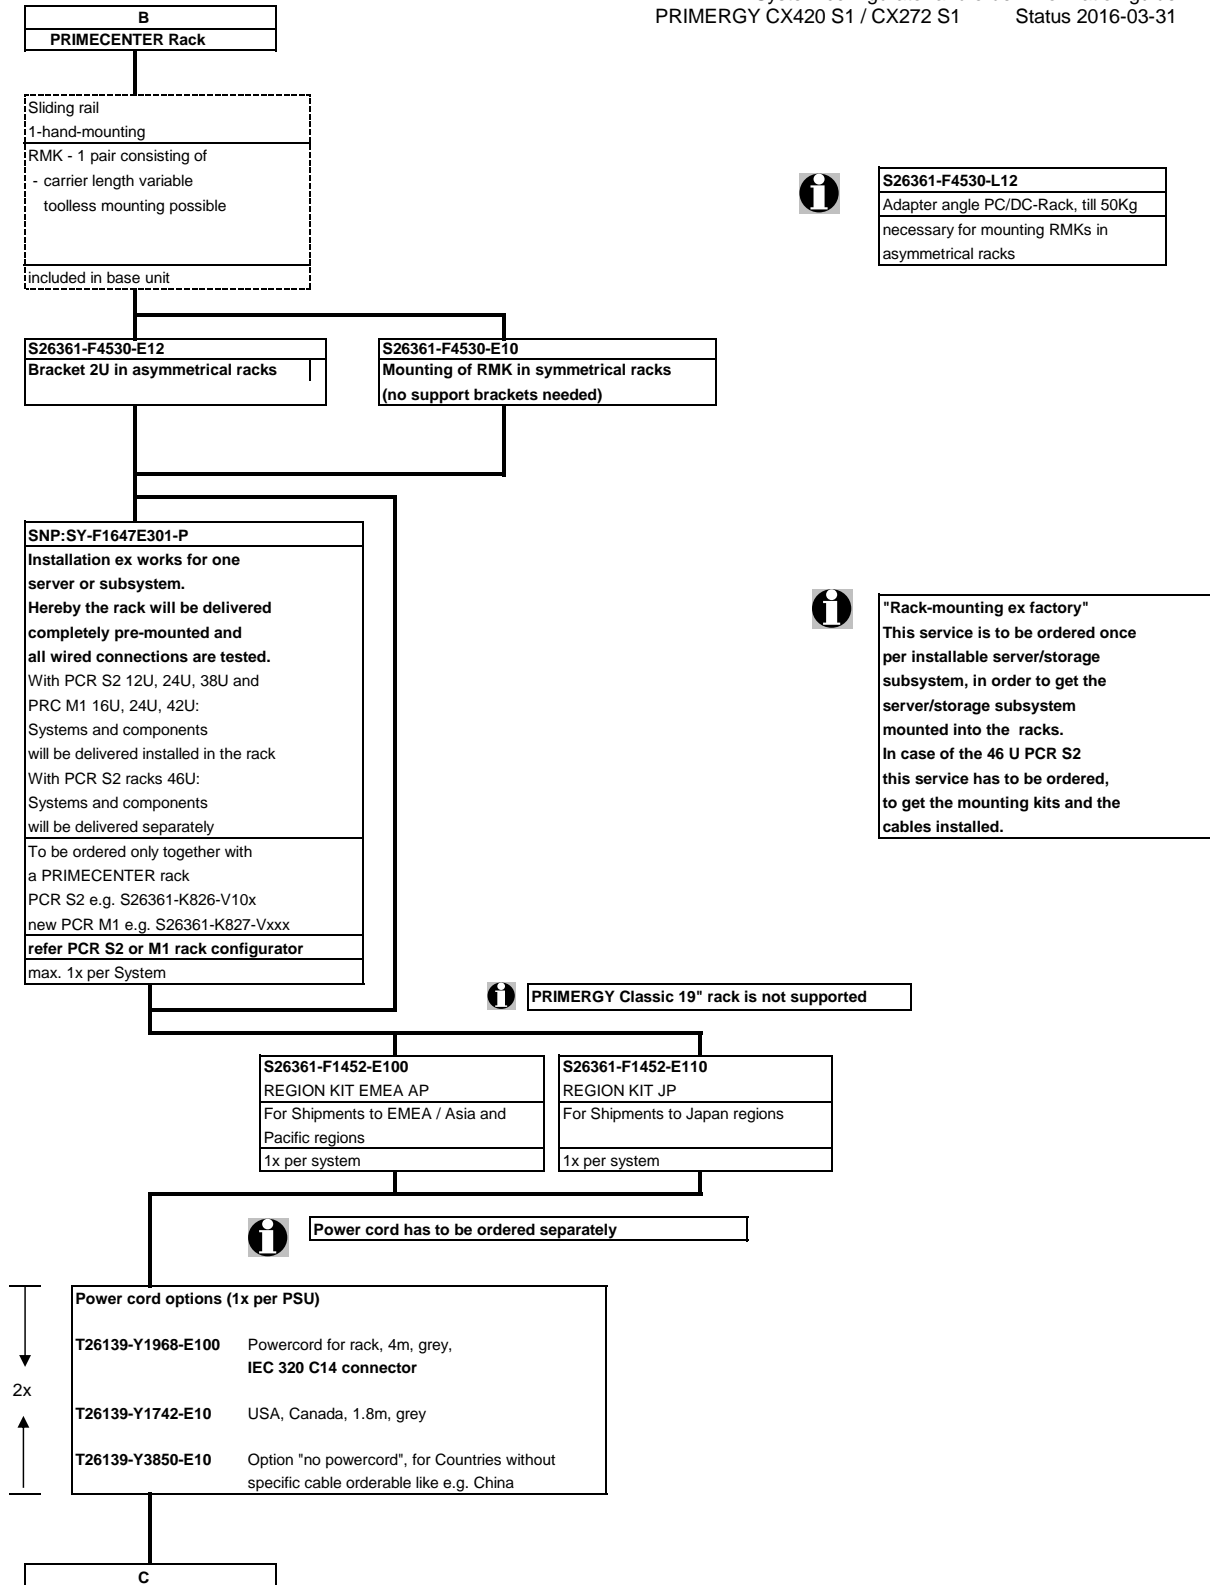 PRIMERGY CX420 S1 / CX272 S1 Status 2016-03-31
B
PRIMECENTER Rack
Sliding rail
1-hand-mounting
RMK - 1 pair consisting of
- carrier length variable
toolless mounting possible
included in base unit
S26361-F4530-L12
Adapter angle PC/DC-Rack, till 50Kg
necessary for mounting RMKs in
asymmetrical racks
S26361-F4530-E12
Bracket 2U in asymmetrical racks
S26361-F4530-E10
Mounting of RMK in symmetrical racks
(no support brackets needed)
SNP:SY-F1647E301-P
Installation ex works for one
server or subsystem.
Hereby the rack will be delivered
completely pre-mounted and
all wired connections are tested.
With PCR S2 12U, 24U, 38U and
PRC M1 16U, 24U, 42U:
Systems and components
will be delivered installed in the rack
With PCR S2 racks 46U:
Systems and components
will be delivered separately
To be ordered only together with
a PRIMECENTER rack
PCR S2 e.g. S26361-K826-V10x
new PCR M1 e.g. S26361-K827-Vxxx
refer PCR S2 or M1 rack configurator
max. 1x per System
"Rack-mounting ex factory"
This service is to be ordered once
per installable server/storage
subsystem, in order to get the
server/storage subsystem
mounted into the racks.
In case of the 46 U PCR S2
this service has to be ordered,
to get the mounting kits and the
cables installed.
PRIMERGY Classic 19" rack is not supported
S26361-F1452-E100
REGION KIT EMEA AP
For Shipments to EMEA / Asia and
Pacific regions
1x per system
S26361-F1452-E110
REGION KIT JP
For Shipments to Japan regions
1x per system
Power cord has to be ordered separately
Power cord options (1x per PSU)
T26139-Y1968-E100 Powercord for rack, 4m, grey,
IEC 320 C14 connector
2x
T26139-Y1742-E10 USA, Canada, 1.8m, grey
T26139-Y3850-E10 Option "no powercord", for Countries without
specific cable orderable like e.g. China
C